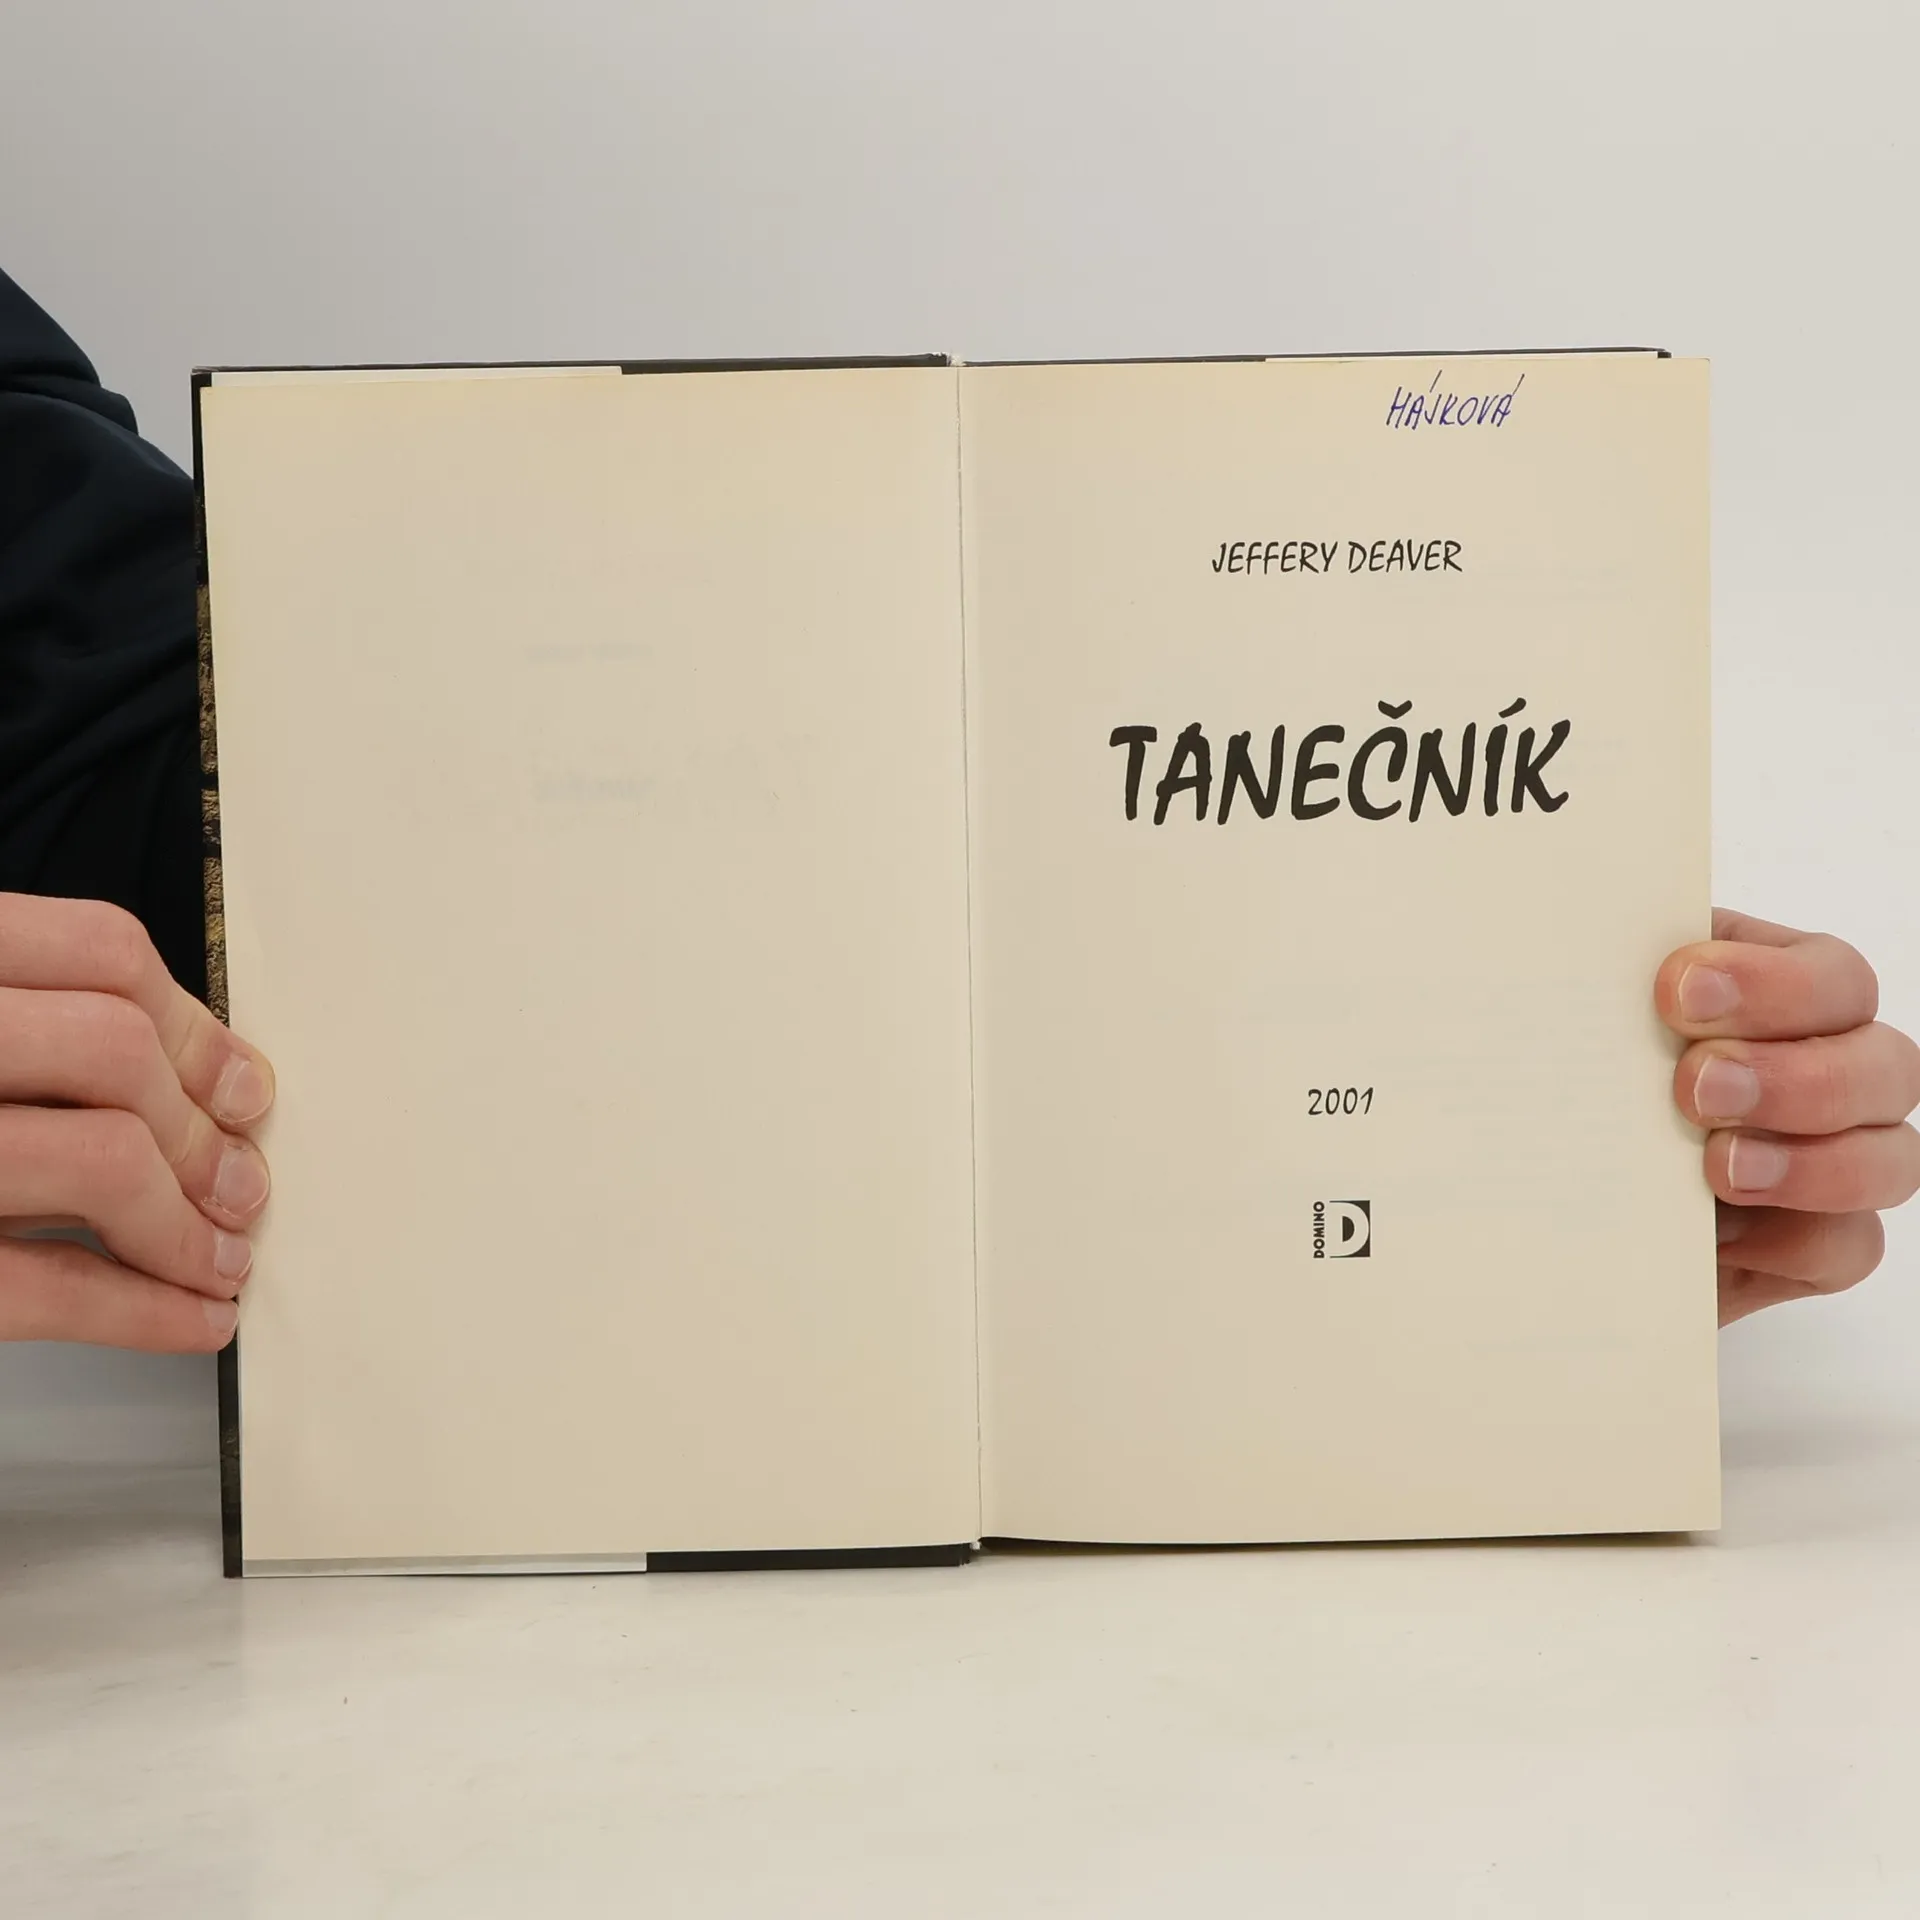 HÁJKOVÁ
JEFFERY DEAVER
TANEČNÍK
2001
DOMINO
D